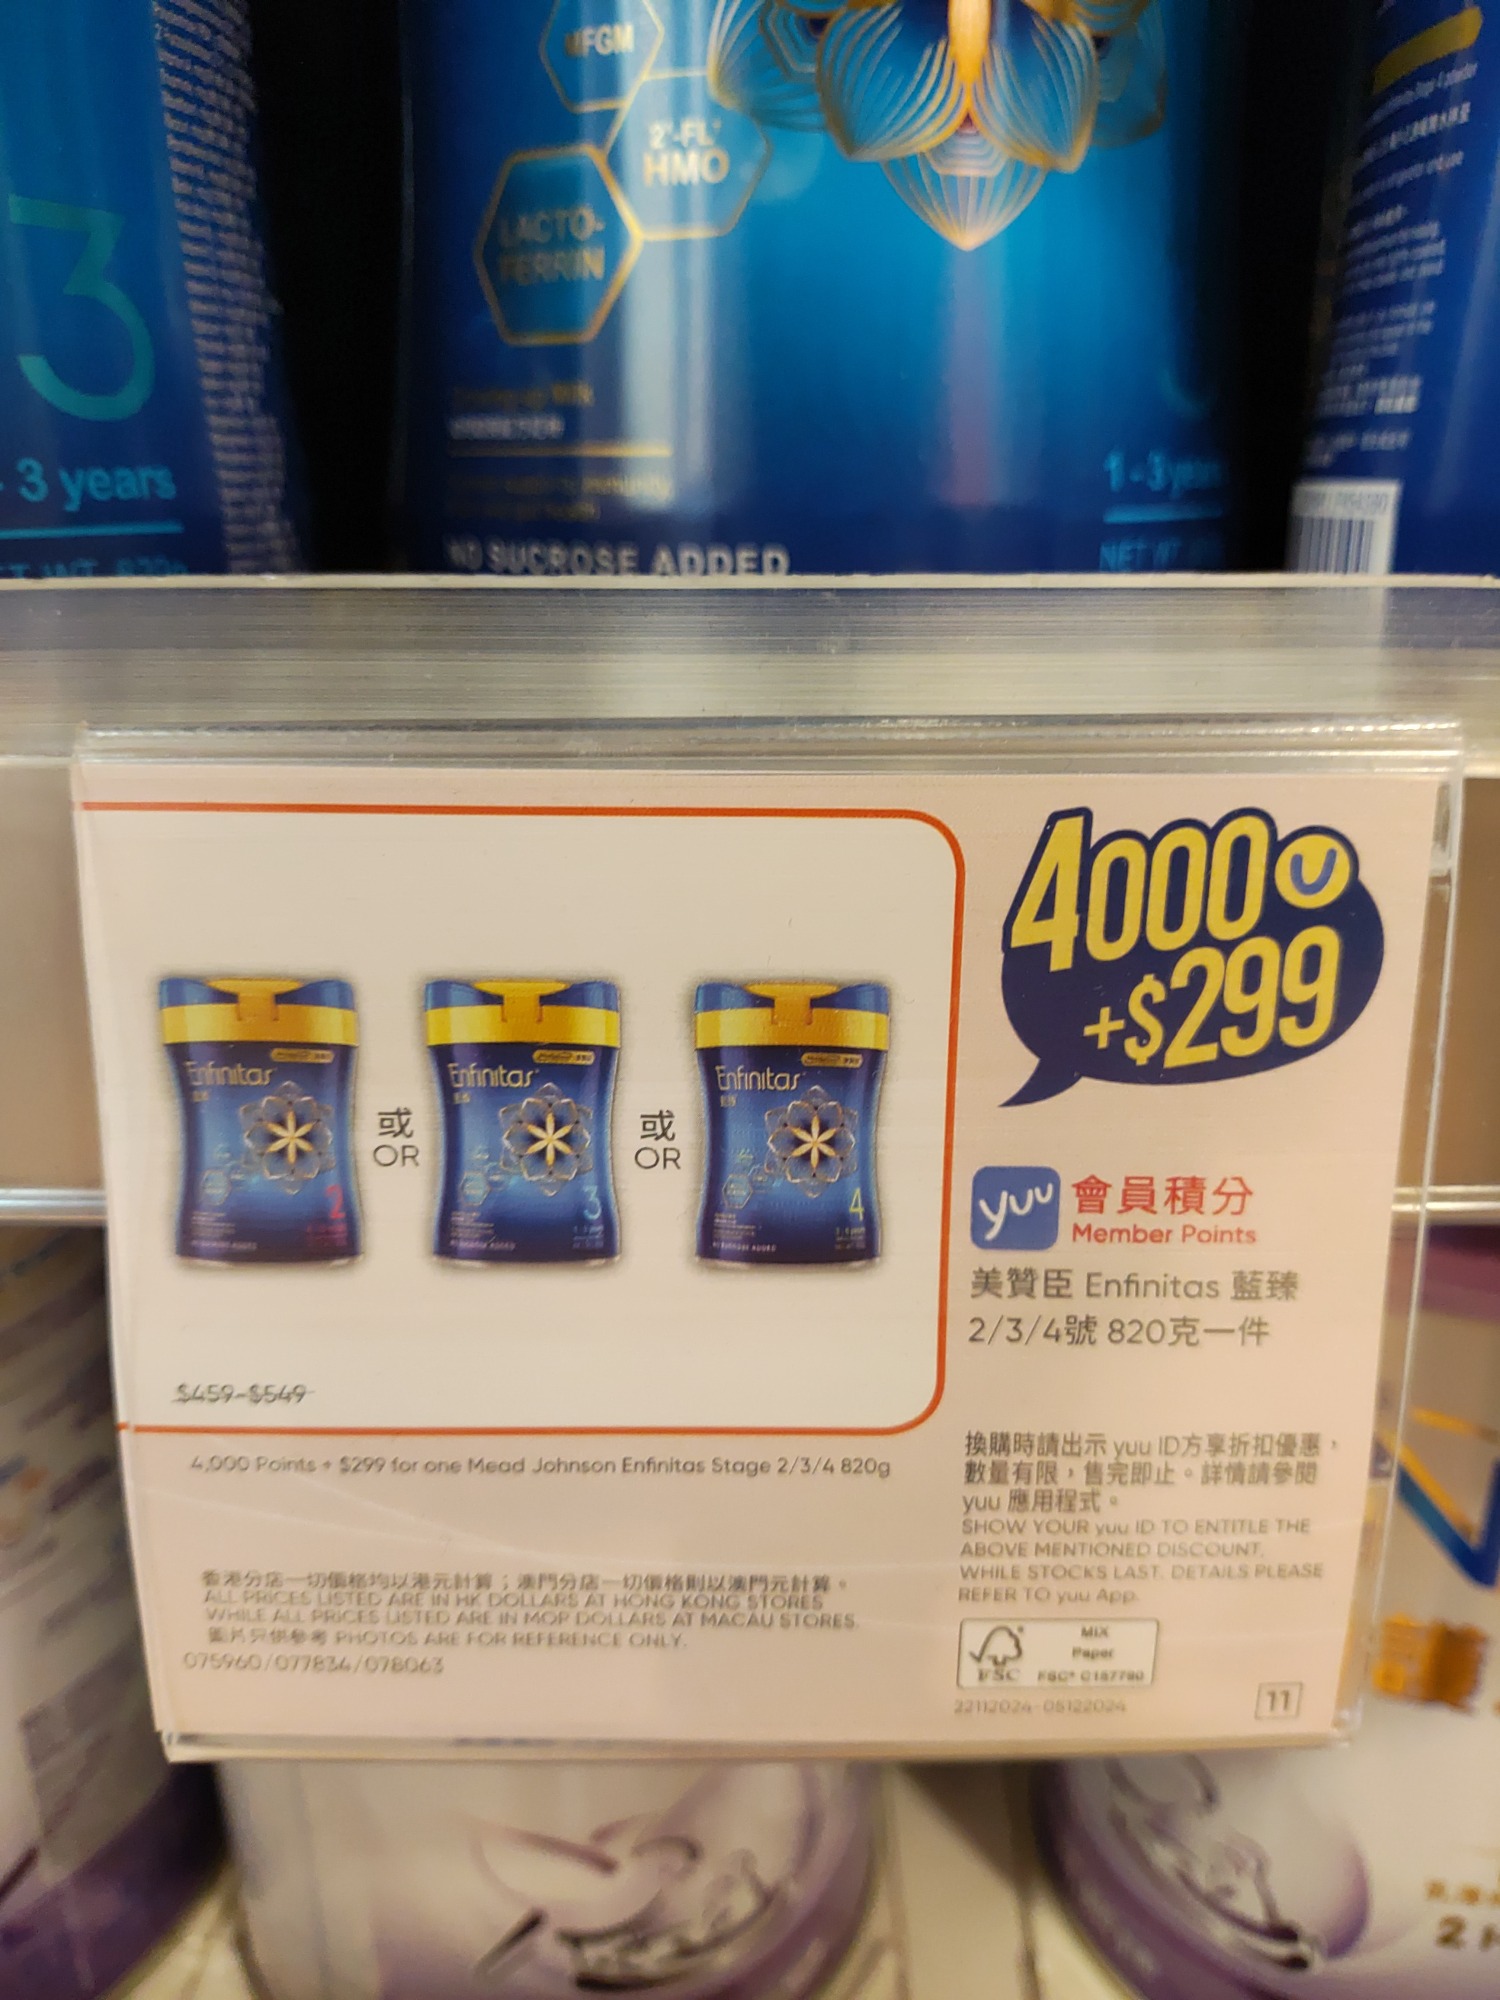 MFGM
2'-FL
HMO
LACTO-
FERRIN
3
3 years
1-3 years
NO SUCROSE ADDED
NET WT
4000
+$299
Enfinitas
2
或
OR
Enfinitas
3
或
OR
Enfinitas
4
yuu 會員積分
Member Points
美贊臣 Enfinitas 藍臻
2/3/4號 820克一件
$459-$549
4,000 Points + $299 for one Mead Johnson Enfinitas Stage 2/3/4 820g
換購時請出示 yuu ID方享折扣優惠，
數量有限，售完即止。詳情請參閱
yuu 應用程式。
SHOW YOUR yuu ID TO ENTITLE THE
ABOVE MENTIONED DISCOUNT.
WHILE STOCKS LAST. DETAILS PLEASE
REFER TO yuu App.
香港分店一切價格均以港元計算；澳門分店一切價格則以澳門元計算。
ALL PRICES LISTED ARE IN HK DOLLARS AT HONG KONG STORES
WHILE ALL PRICES LISTED ARE IN MOP DOLLARS AT MACAU STORES.
圖片只供參考 PHOTOS ARE FOR REFERENCE ONLY.
075960/077834/078063
FSC
MIX
Paper
FSC® C187790
22112024-05122024
11
2